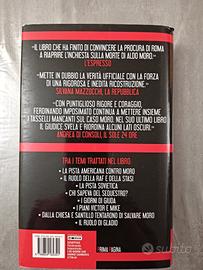 «IL LIBRO CHE HA FINITO DI CONVINCERE LA PROCURA DI ROMA
A RIAPRIRE L'INCHIESTA SULLA MORTE DI ALDO MORO.»
L'ESPRESSO
«METTE IN DUBBIO LA VERITÀ UFFICIALE CON LA FORZA
DI UNA RIGOROSA E INEDITA RICOSTRUZIONE.»
SILVANA MAZZOCCHI, LA REPUBBLICA
«CON PUNTIGLIOSO RIGORE E CORAGGIO,
FERDINANDO IMPOSIMATO CONTINUA A METTERE INSIEME
I TASSELLI MANCANTI SUL CASO MORO. NEL SUO ULTIMO LIBRO
IL GIUDICE SVELA E RIORDINA ALCUNI LATI OSCURI.»
ANDREA DI CONSOLI, IL SOLE 24 ORE
TRA I TEMI TRATTATI NEL LIBRO:
• LA PISTA AMERICANA CONTRO MORO
• IL RUOLO DELLA RAF E DELLA STASI
• LA PISTA SOVIETICA
• CHI SAPEVA DEL SEQUESTRO?
• I GIORNI DI GIUDA
• I PIANI VICTOR E MIKE
• DALLA CHIESA E SANTILLO TENTARONO DI SALVARE MORO
• IL RUOLO DI GLADIO
PRIMA PAGINA
Subito